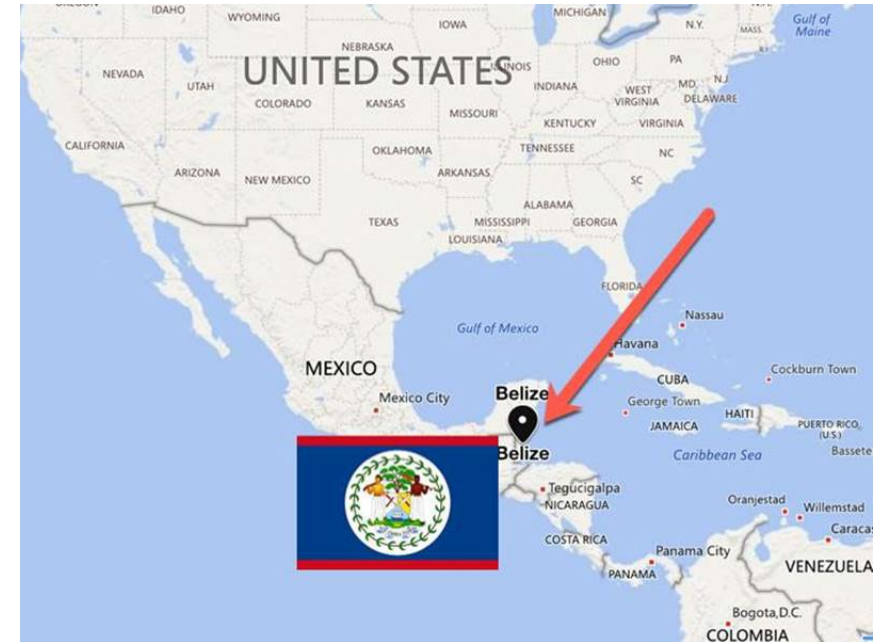 IDAHO
WYOMING
IOWA
MICHIGAN
N.Y.
MASS.
Gulf of
Maine
NEBRASKA
NEVADA
UTAH
UNITED STATES
INOIS
OHIO
PA
N.J
INDIANA
MD.
COLORADO
KANSAS
MISSOURI
WEST
VIRGINIA
DELAWARE
KENTUCKY
VIRGINIA
CALIFORNIA
OKLAHOMA
TENNESSEE
NC
ARIZONA
NEW MEXICO
ARKANSAS
SC
ALABAMA
TEXAS
MISSISSIPPI
GEORGIA
LOUISIANA
FLORIDA
Nassau
Gulf of Mexico
Havana
MEXICO
CUBA
Cockburn Town
Mexico City
Belize
George Town
HAITI
JAMAICA
PUERTO RICO
(U.S.)
Belize
Caribbean Sea
Bassete
Tegucigalpa
NICARAGUA
Oranjestad
Willemstad
Caracas
COSTA RICA
Panama City
PANAMA
VENEZUELA
Bogota,D.C.
COLOMBIA